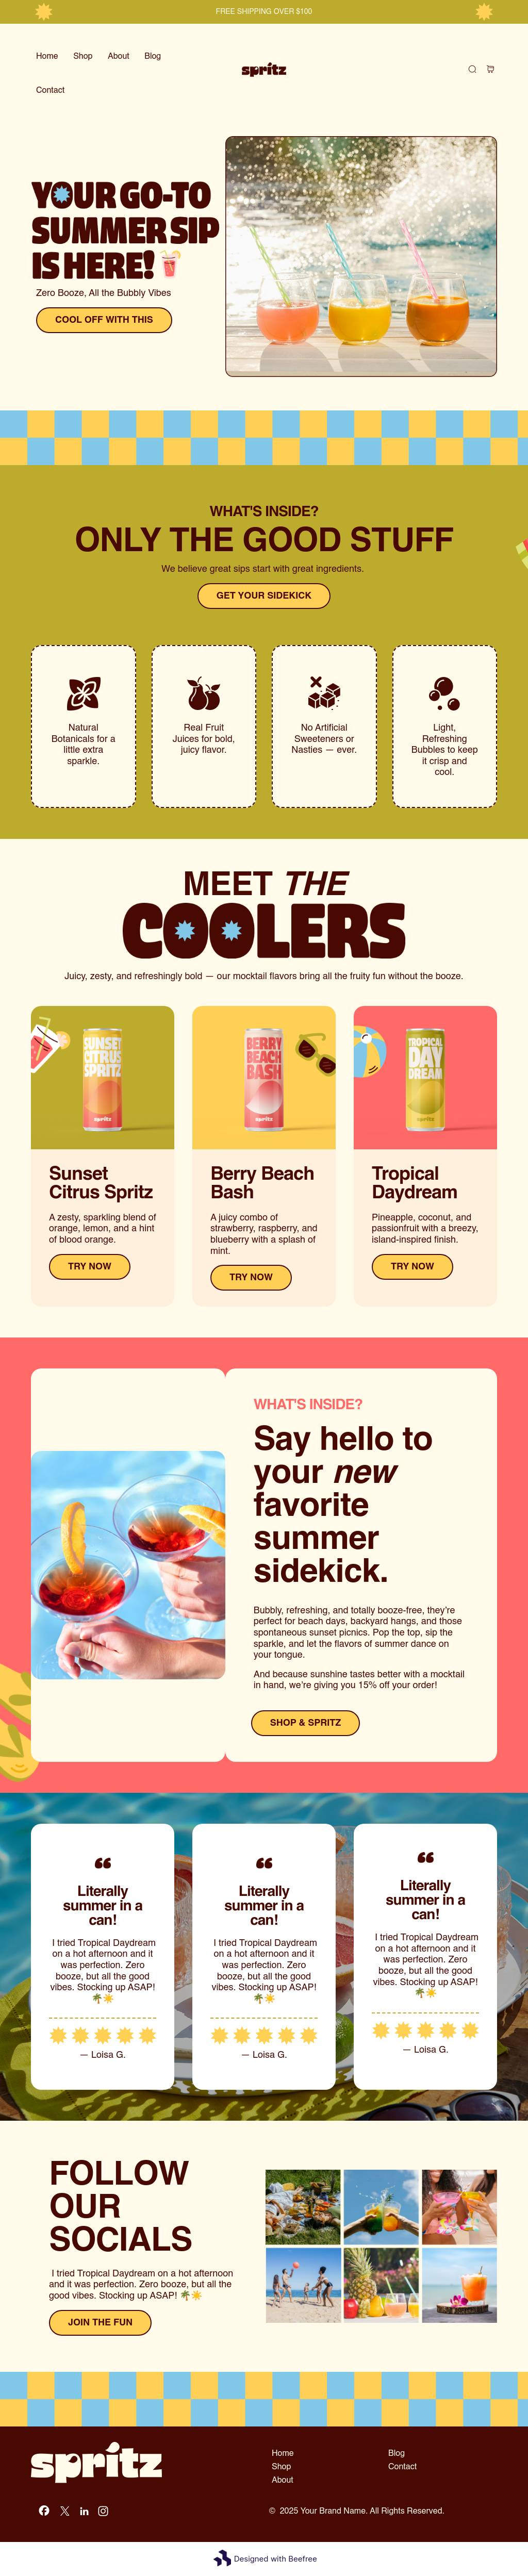 FREE SHIPPING OVER $100
Home Shop About Blog
Contact
spritz
YOUR GO-TO
SUMMER SIP
IS HERE!
Zero Booze, All the Bubbly Vibes
COOL OFF WITH THIS
WHAT'S INSIDE?
ONLY THE GOOD STUFF
We believe great sips start with great ingredients.
GET YOUR SIDEKICK
Natural
Botanicals for a
little extra
sparkle.
Real Fruit
Juices for bold,
juicy flavor.
No Artificial
Sweeteners or
Nasties — ever.
Light,
Refreshing
Bubbles to keep
it crisp and
cool.
MEET THE
COOLERS
Juicy, zesty, and refreshingly bold — our mocktail flavors bring all the fruity fun without the booze.
SUNSET
CITRUS
SPRITZ
spritz
Sunset
Citrus Spritz
A zesty, sparkling blend of
orange, lemon, and a hint
of blood orange.
TRY NOW
BERRY
BEACH
BASH
spritz
Berry Beach
Bash
A juicy combo of
strawberry, raspberry, and
blueberry with a splash of
mint.
TRY NOW
TROPICAL
DAY
DREAM
spritz
Tropical
Daydream
Pineapple, coconut, and
passionfruit with a breezy,
island-inspired finish.
TRY NOW
WHAT'S INSIDE?
Say hello to
your new
favorite
summer
sidekick.
Bubbly, refreshing, and totally booze-free, they’re
perfect for beach days, backyard hangs, and those
spontaneous sunset picnics. Pop the top, sip the
sparkle, and let the flavors of summer dance on
your tongue.
And because sunshine tastes better with a mocktail
in hand, we’re giving you 15% off your order!
SHOP & SPRITZ
“
Literally
summer in a
can!
I tried Tropical Daydream
on a hot afternoon and it
was perfection. Zero
booze, but all the good
vibes. Stocking up ASAP!
🌴☀️
— Loisa G.
“
Literally
summer in a
can!
I tried Tropical Daydream
on a hot afternoon and it
was perfection. Zero
booze, but all the good
vibes. Stocking up ASAP!
🌴☀️
— Loisa G.
“
Literally
summer in a
can!
I tried Tropical Daydream
on a hot afternoon and it
was perfection. Zero
booze, but all the good
vibes. Stocking up ASAP!
🌴☀️
— Loisa G.
FOLLOW
OUR
SOCIALS
I tried Tropical Daydream on a hot afternoon
and it was perfection. Zero booze, but all the
good vibes. Stocking up ASAP! 🌴☀️
JOIN THE FUN
spritz
Home
Shop
About
Blog
Contact
© 2025 Your Brand Name. All Rights Reserved.
Designed with Beefree